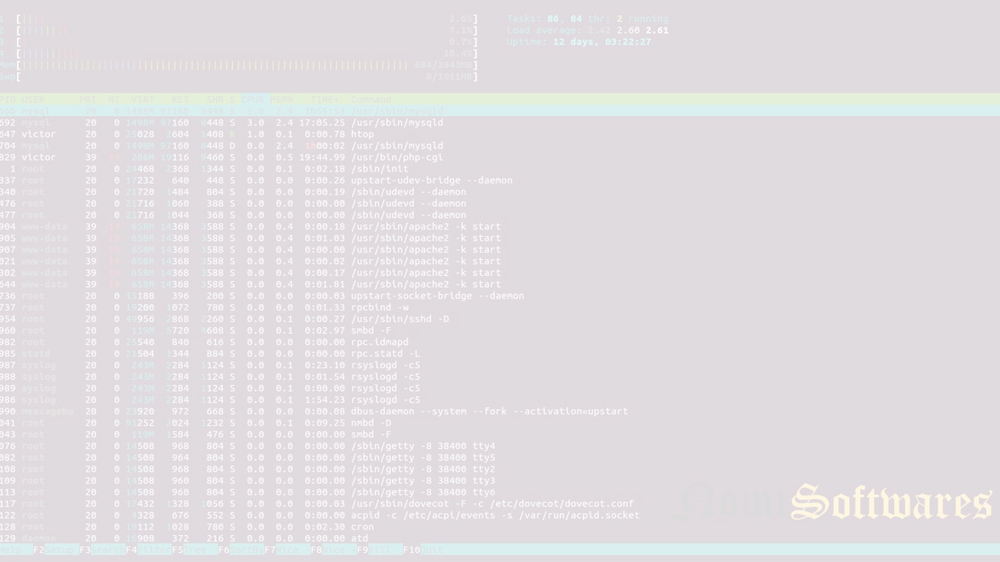 1 [|||| 2.6%] Tasks: 86, 84 thr; 2 running
2 [|||||||| 7.1%] Load average: 2.42 2.60 2.61
3 [| 0.7%] Uptime: 12 days, 03:22:27
4 [|||||||||| 10.4%]
Mem[||||||||||||||||||||||||||||||||||||||||||||||||||||||||||||||||||| 684/3943MB]
Swp[ 0/1011MB]
PID USER PRI NI VIRT RES SHR S CPU% MEM% TIME+ Command
666 mysql 20 0 1498M 97160 8448 S 5.0 2.4 1h55:53 /usr/sbin/mysqld
692 mysql 20 0 1498M 97160 8448 S 3.0 2.4 17:05.25 /usr/sbin/mysqld
647 victor 20 0 25028 2604 1408 R 1.0 0.1 0:00.78 htop
704 mysql 20 0 1498M 97160 8448 D 0.0 2.4 1h00:02 /usr/sbin/mysqld
829 victor 39 19 286M 19116 9460 S 0.0 0.5 19:44.99 /usr/bin/php-cgi
1 root 20 0 24468 2368 1344 S 0.0 0.1 0:02.18 /sbin/init
337 root 20 0 17232 640 448 S 0.0 0.0 0:00.26 upstart-udev-bridge --daemon
340 root 20 0 21720 1484 804 S 0.0 0.0 0:00.19 /sbin/udevd --daemon
476 root 20 0 21716 1060 388 S 0.0 0.0 0:00.00 /sbin/udevd --daemon
477 root 20 0 21716 1044 368 S 0.0 0.0 0:00.00 /sbin/udevd --daemon
904 www-data 39 19 658M 14368 3588 S 0.0 0.4 0:00.18 /usr/sbin/apache2 -k start
905 www-data 39 19 658M 14368 3588 S 0.0 0.4 0:01.03 /usr/sbin/apache2 -k start
907 www-data 39 19 658M 14368 3588 S 0.0 0.4 0:00.00 /usr/sbin/apache2 -k start
021 www-data 39 19 658M 14368 3588 S 0.0 0.4 0:00.02 /usr/sbin/apache2 -k start
302 www-data 39 19 658M 14368 3588 S 0.0 0.4 0:00.17 /usr/sbin/apache2 -k start
644 www-data 39 19 658M 14368 3588 S 0.0 0.4 0:01.81 /usr/sbin/apache2 -k start
736 root 20 0 15188 396 200 S 0.0 0.0 0:00.03 upstart-socket-bridge --daemon
737 root 20 0 19200 1072 780 S 0.0 0.0 0:01.33 rpcbind -w
954 root 20 0 49956 2868 2260 S 0.0 0.1 0:00.27 /usr/sbin/sshd -D
960 root 20 0 119M 5720 4608 S 0.0 0.1 0:02.97 smbd -F
982 root 20 0 25540 840 616 S 0.0 0.0 0:00.00 rpc.idmapd
985 statd 20 0 21504 1344 884 S 0.0 0.0 0:00.00 rpc.statd -L
987 syslog 20 0 243M 2284 1124 S 0.0 0.1 0:23.10 rsyslogd -c5
988 syslog 20 0 243M 2284 1124 S 0.0 0.1 0:01.54 rsyslogd -c5
989 syslog 20 0 243M 2284 1124 S 0.0 0.1 0:00.00 rsyslogd -c5
986 syslog 20 0 243M 2284 1124 S 0.0 0.1 1:54.23 rsyslogd -c5
990 messagebu 20 0 23920 972 668 S 0.0 0.0 0:00.08 dbus-daemon --system --fork --activation=upstart
041 root 20 0 91252 2024 1232 S 0.0 0.1 0:09.25 nmbd -D
043 root 20 0 119M 1584 476 S 0.0 0.0 0:00.00 smbd -F
076 root 20 0 14508 968 804 S 0.0 0.0 0:00.00 /sbin/getty -8 38400 tty4
082 root 20 0 14508 964 804 S 0.0 0.0 0:00.00 /sbin/getty -8 38400 tty5
108 root 20 0 14508 968 804 S 0.0 0.0 0:00.00 /sbin/getty -8 38400 tty2
109 root 20 0 14508 960 804 S 0.0 0.0 0:00.00 /sbin/getty -8 38400 tty3
113 root 20 0 14508 960 804 S 0.0 0.0 0:00.00 /sbin/getty -8 38400 tty6
117 root 20 0 17432 1328 1056 S 0.0 0.0 0:00.03 /usr/sbin/dovecot -F -c /etc/dovecot/dovecot.conf
122 root 20 0 4328 676 552 S 0.0 0.0 0:00.00 acpid -c /etc/acpi/events -s /var/run/acpid.socket
128 root 20 0 19112 1028 780 S 0.0 0.0 0:02.30 cron
129 daemon 20 0 16908 372 216 S 0.0 0.0 0:00.00 atd
Help F2Setup F3SearchF4FilterF5Tree F6SortByF7Nice -F8Nice +F9Kill F10Quit
NomiSoftwares